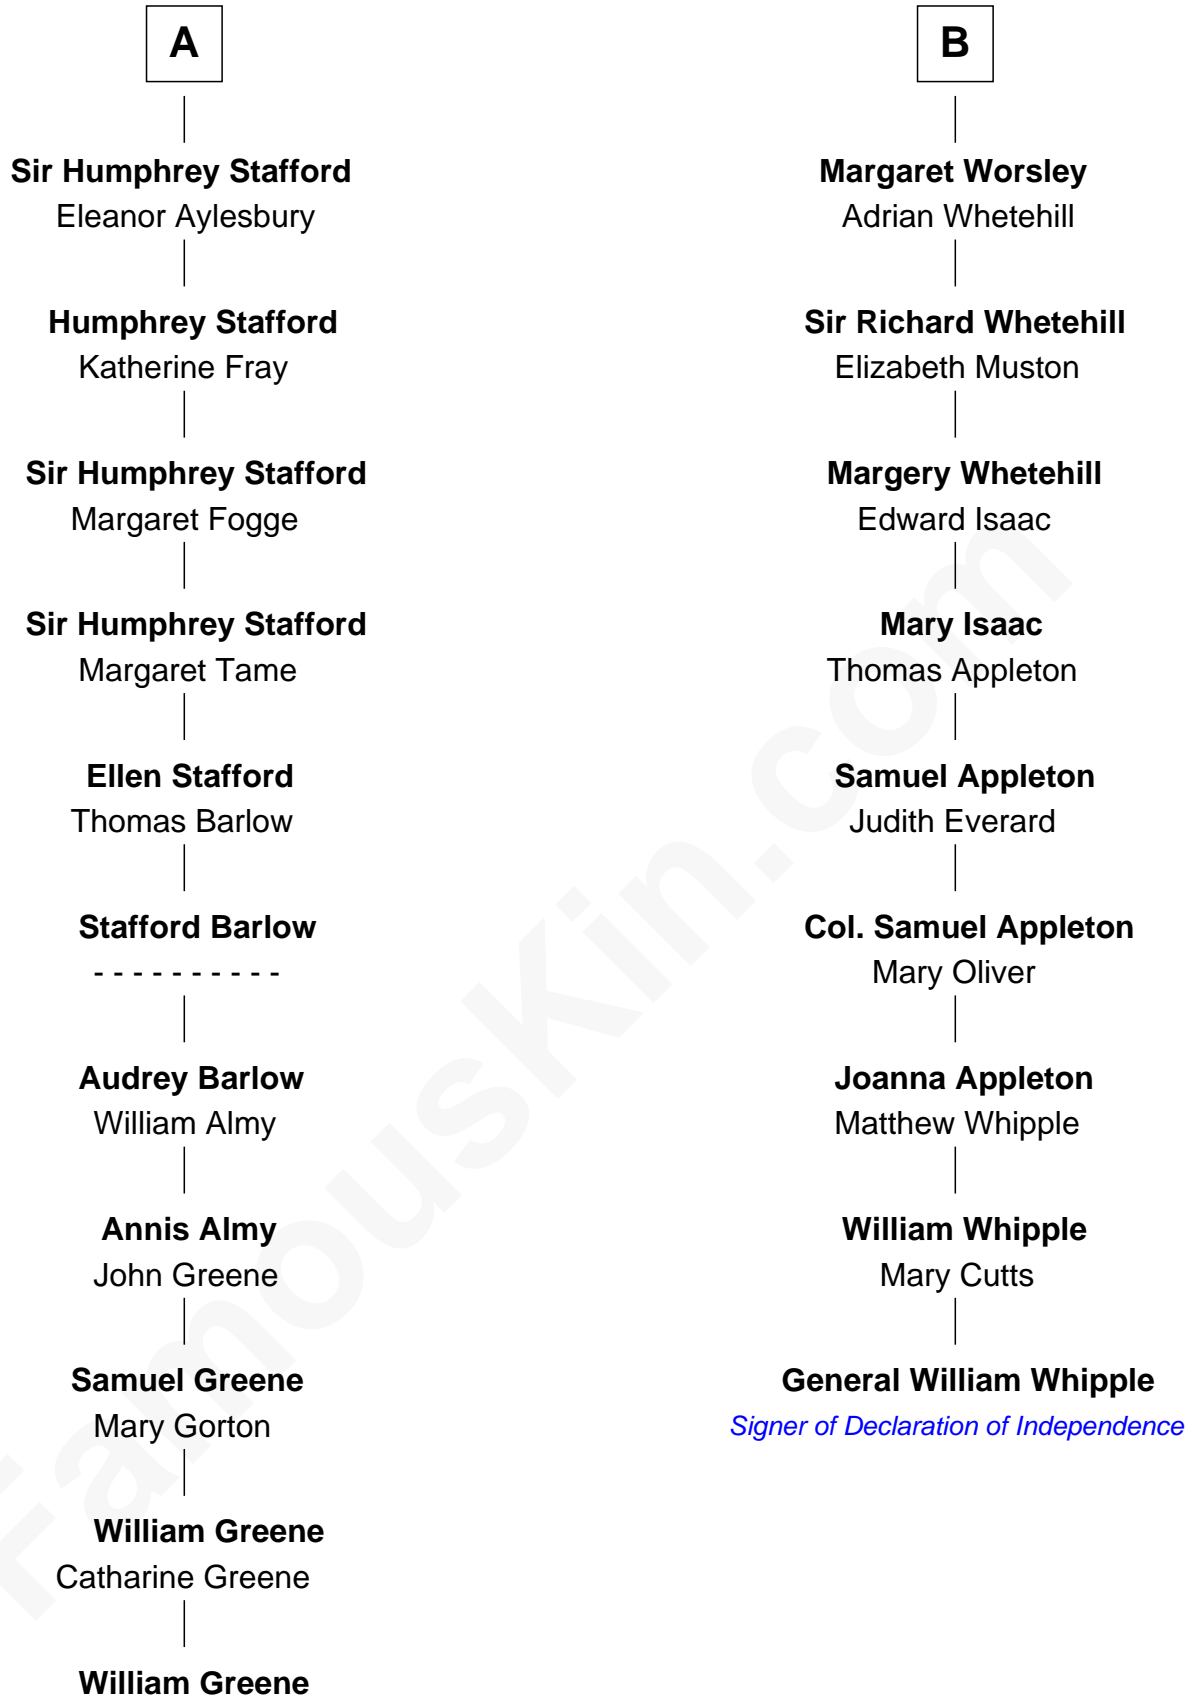 A
Sir Humphrey Stafford
Eleanor Aylesbury
Humphrey Stafford
Katherine Fray
Sir Humphrey Stafford
Margaret Fogge
Sir Humphrey Stafford
Margaret Tame
Ellen Stafford
Thomas Barlow
Stafford Barlow
- - - - - - - - - -
Audrey Barlow
William Almy
Annis Almy
John Greene
Samuel Greene
Mary Gorton
William Greene
Catharine Greene
William Greene
B
Margaret Worsley
Adrian Whetehill
Sir Richard Whetehill
Elizabeth Muston
Margery Whetehill
Edward Isaac
Mary Isaac
Thomas Appleton
Samuel Appleton
Judith Everard
Col. Samuel Appleton
Mary Oliver
Joanna Appleton
Matthew Whipple
William Whipple
Mary Cutts
General William Whipple
Signer of Declaration of Independence
FamousKin.com